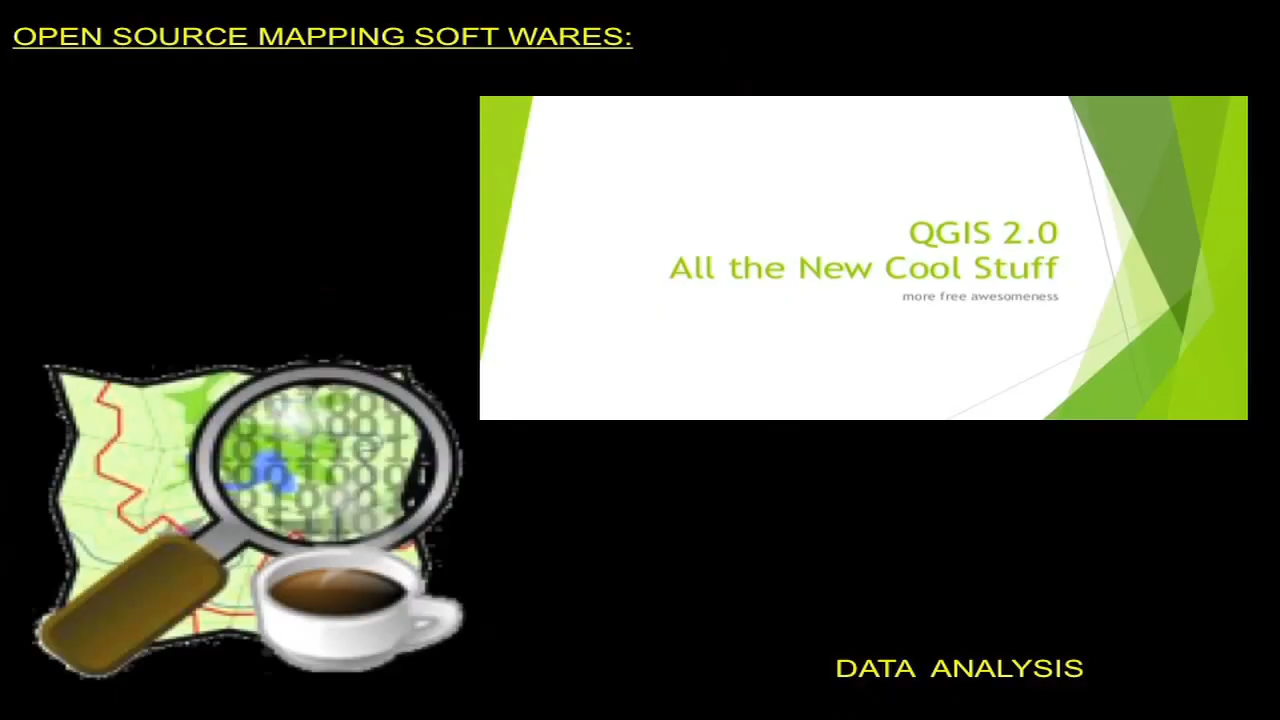 OPEN SOURCE MAPPING SOFT WARES:
QGIS 2.0
All the New Cool Stuff
more free awesomeness
DATA ANALYSIS